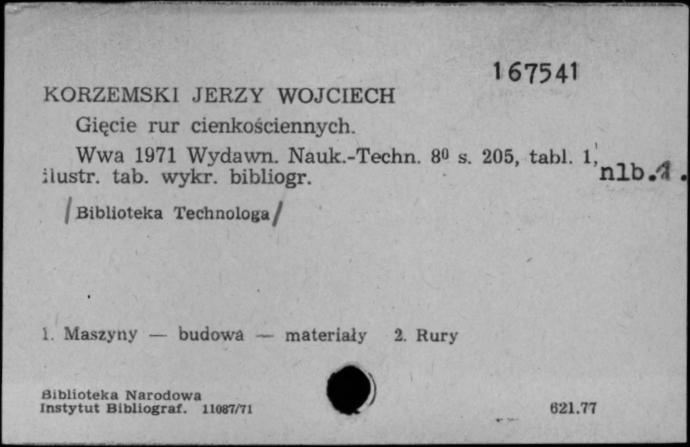 167541
KORZEMSKI JERZY WOJCIECH
Gięcie rur cienkościennych.
Wwa 1971 Wydawn. Nauk.-Techn. 8⁰ s. 205, tabl. 1, nlb.1.
ilustr. tab. wykr. bibliogr.
/Biblioteka Technologa/
1. Maszyny — budowa — materiały 2. Rury
Biblioteka Narodowa
Instytut Bibliograf. 11087/71
621.77